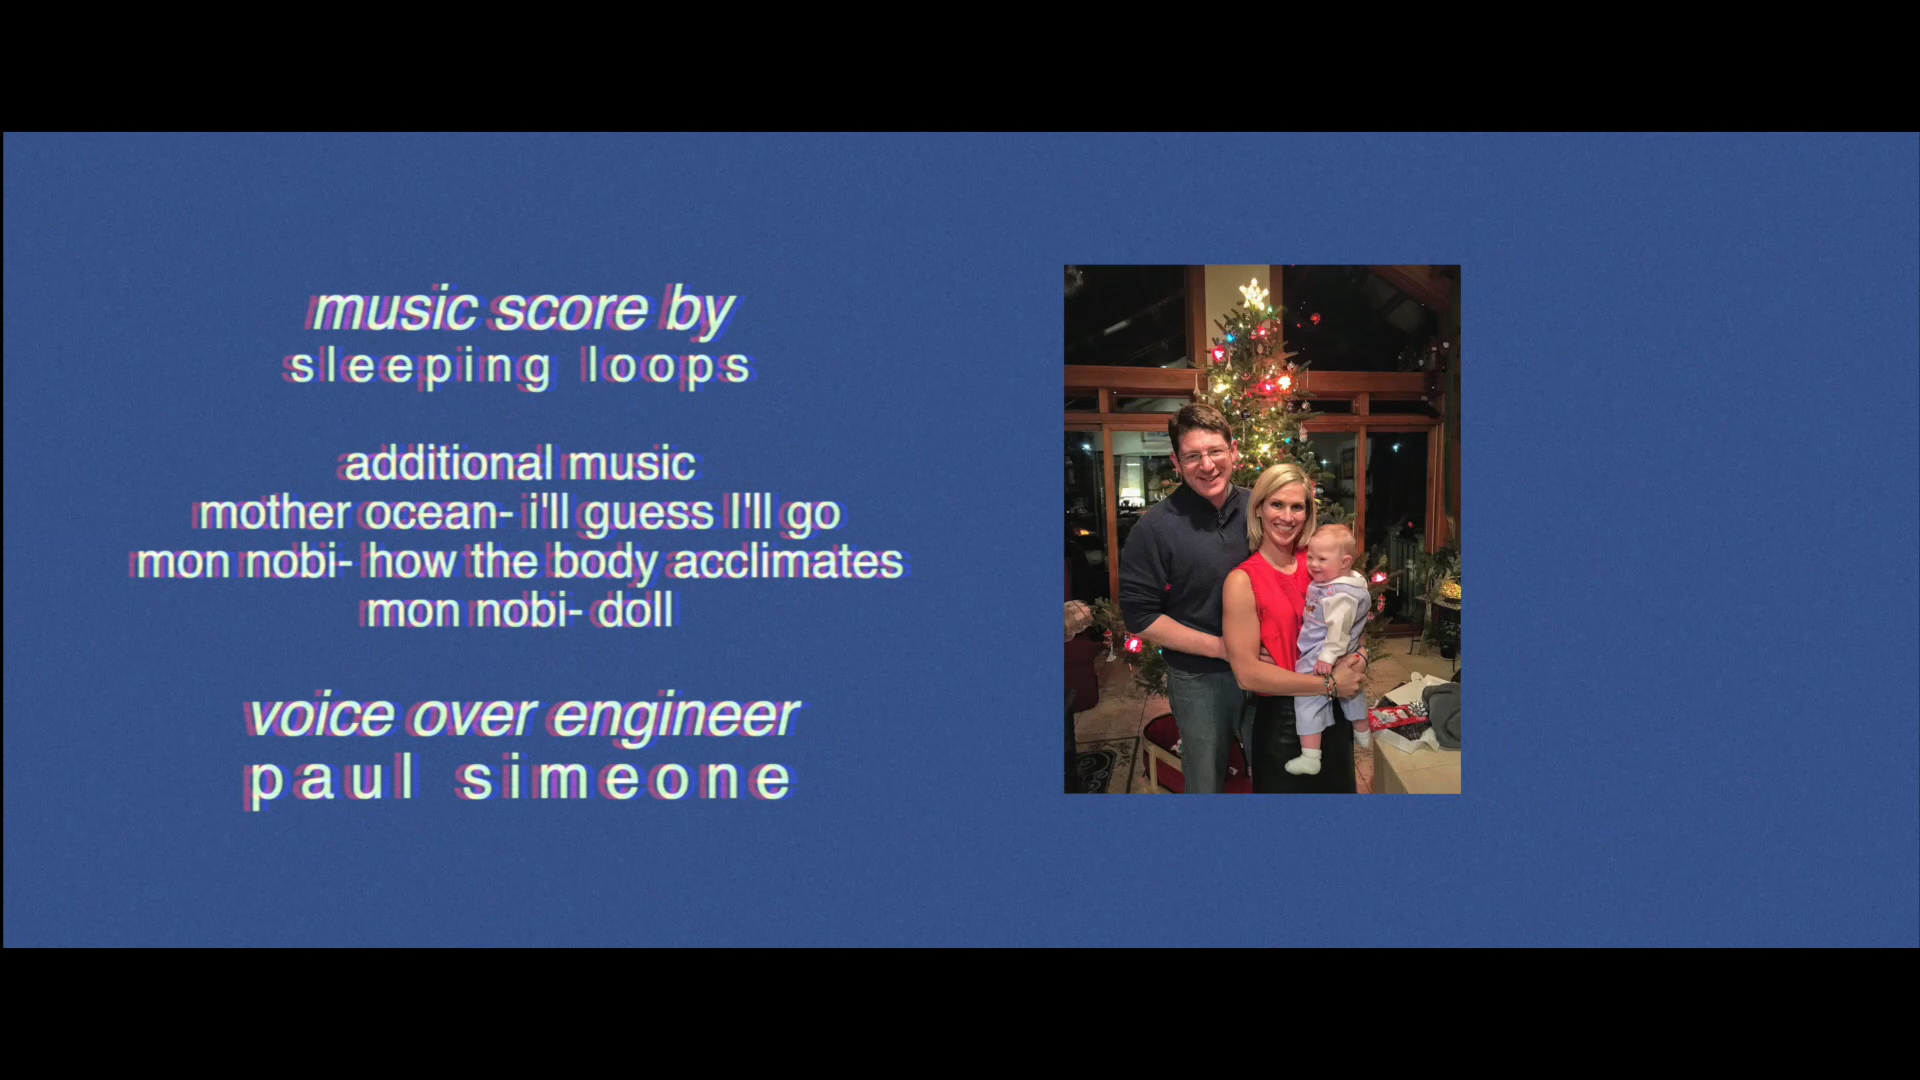 music score by
sleeping loops
additional music
mother ocean- i'll guess I'll go
mon nobi- how the body acclimates
mon nobi- doll
voice over engineer
paul simeone